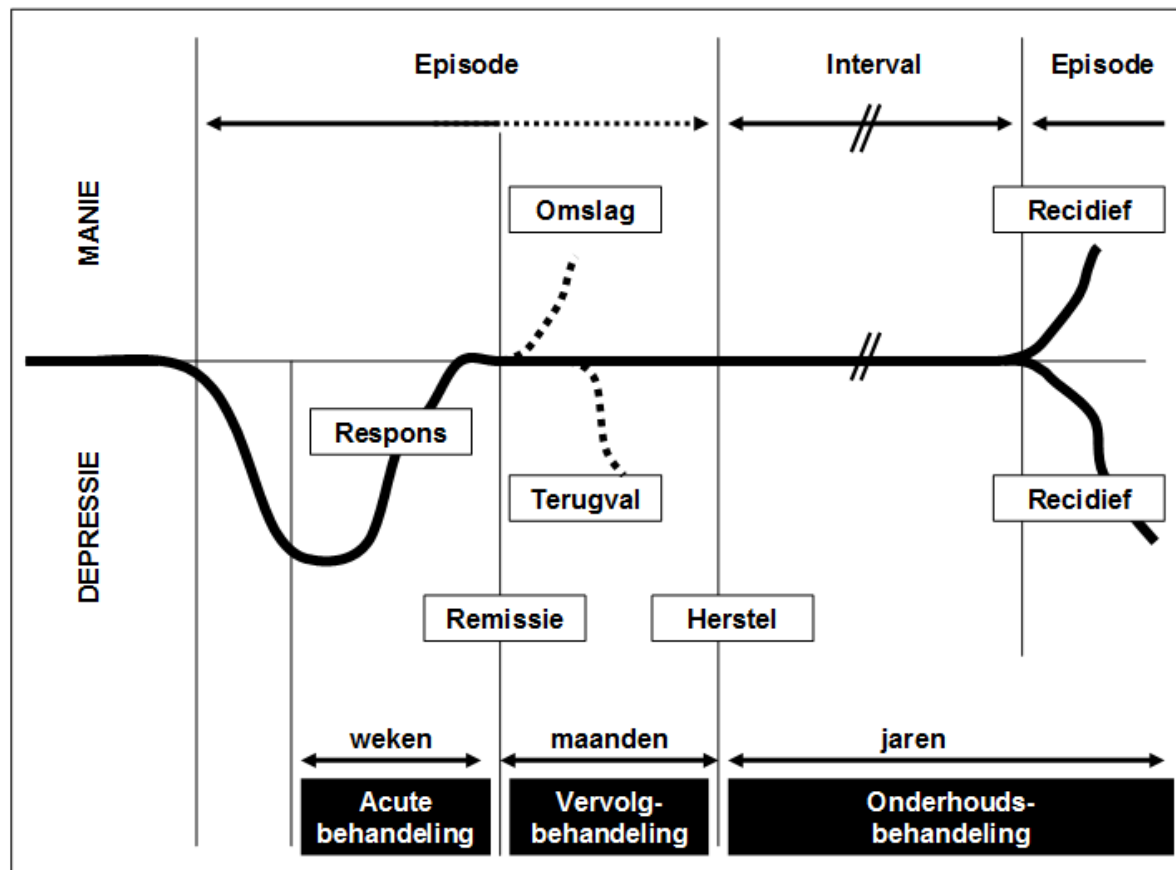 Episode
Interval
Episode
MANIE
Omslag
Recidief
Respons
DEPRESSIE
Terugval
Recidief
Remissie
Herstel
weken
maanden
jaren
Acute
behandeling
Vervolg-
behandeling
Onderhouds-
behandeling